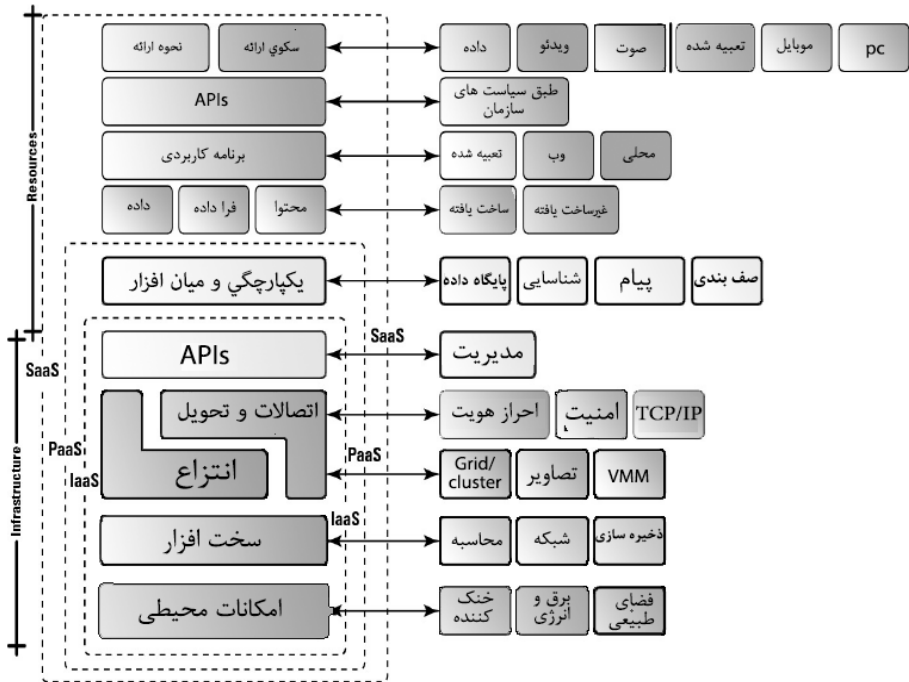 نحوه ارائه
سکوي ارائه
داده
ویدئو
صوت
تعبیه شده
موبایل
pc
APIs
طبق سیاست های
سازمان
برنامه کاربردی
تعبیه شده
وب
محلی
داده
فرا داده
محتوا
ساخت یافته
غیرساخت یافته
Resources
یکپارچگي و میان افزار
پایگاه داده
شناسایی
پیام
صف بندی
APIs
SaaS
مدیریت
SaaS
اتصالات و تحویل
احراز هویت
امنیت
TCP/IP
PaaS
IaaS
انتزاع
PaaS
Grid/
cluster
تصاویر
VMM
Infrastructure
سخت افزار
IaaS
محاسبه
شبکه
ذخیره سازی
امکانات محیطی
خنک
کننده
برق و
انرژی
فضای
طبیعی